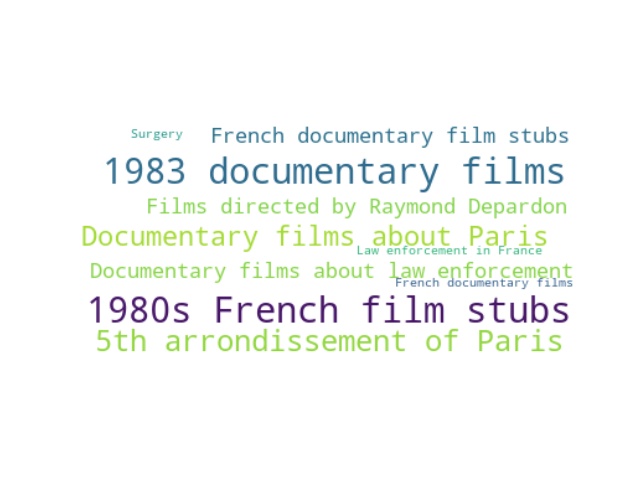 Surgery
French documentary film stubs
1983 documentary films
Films directed by Raymond Depardon
Documentary films about Paris
Law enforcement in France
Documentary films about law enforcement
French documentary films
1980s French film stubs
5th arrondissement of Paris